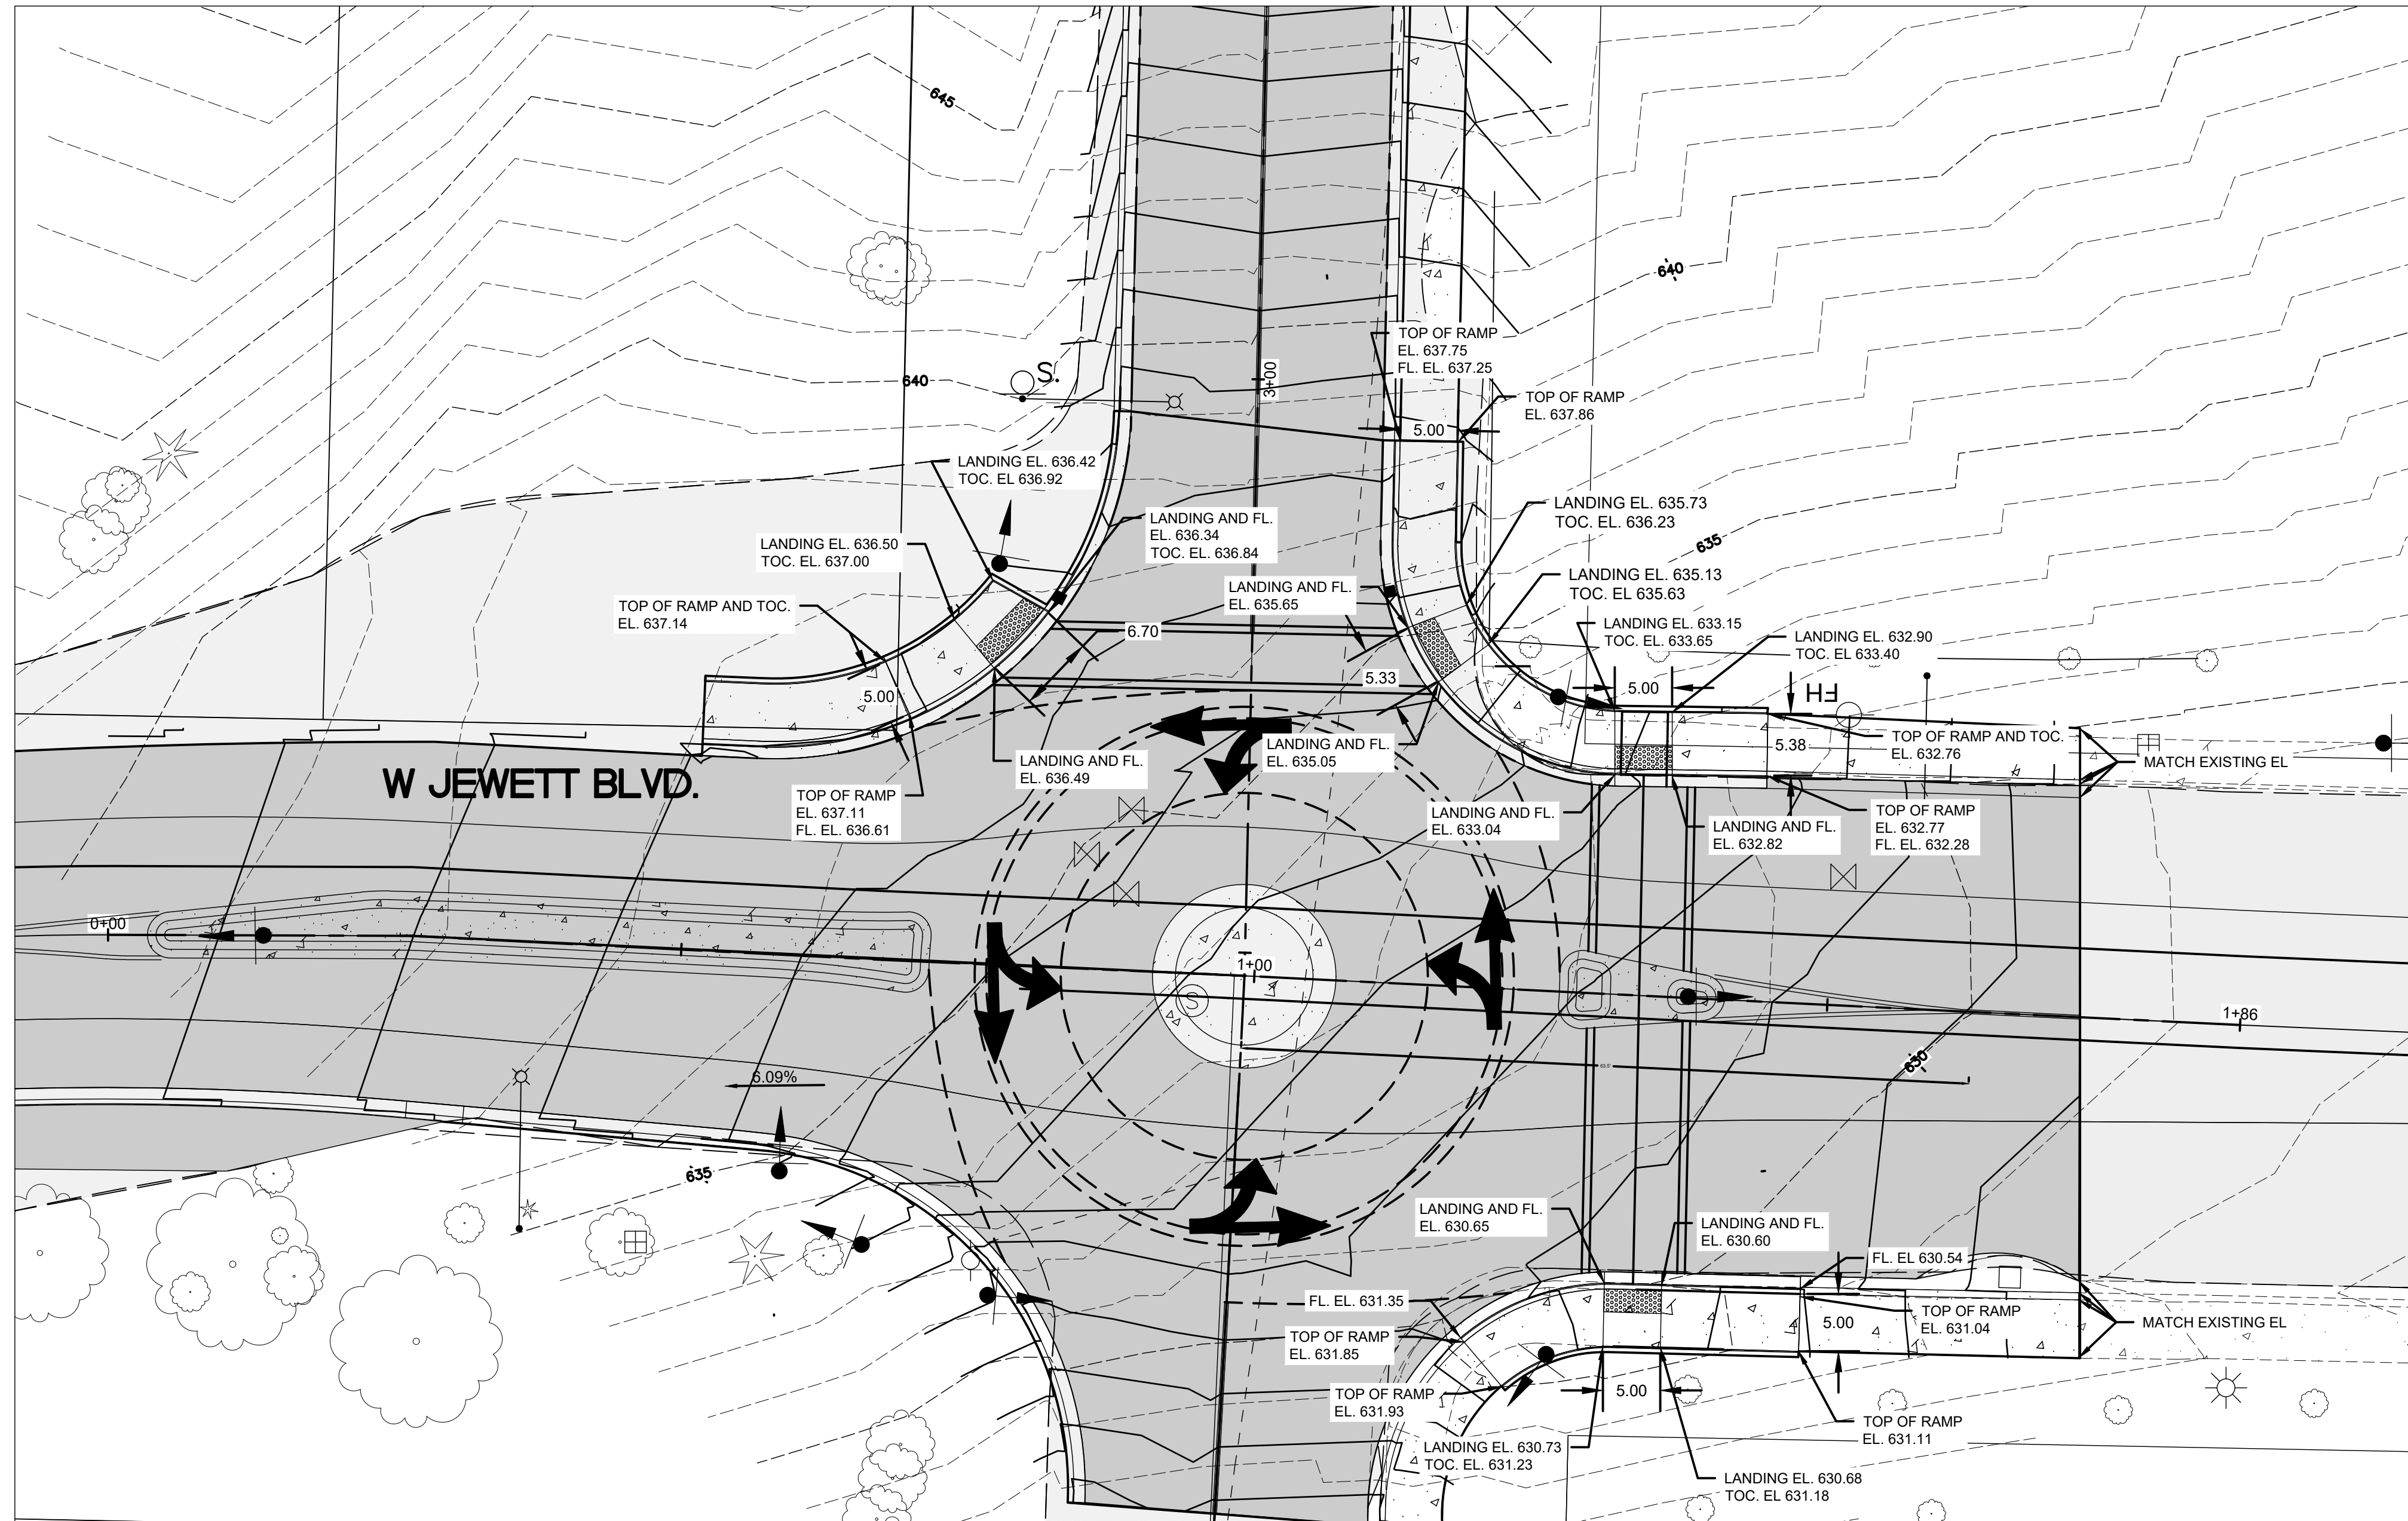 645
640
S.
3+00
TOP OF RAMP
EL. 637.75
FL. EL. 637.25
640
TOP OF RAMP
EL. 637.86
5.00
LANDING EL. 636.42
TOC. EL 636.92
LANDING AND FL.
EL. 636.34
TOC. EL. 636.84
LANDING EL. 636.50
TOC. EL. 637.00
TOP OF RAMP AND TOC.
EL. 637.14
LANDING EL. 635.73
TOC. EL. 636.23
635
LANDING EL. 635.13
TOC. EL 635.63
LANDING AND FL.
EL. 635.65
6.70
5.33
5.00
LANDING EL. 633.15
TOC. EL. 633.65
LANDING EL. 632.90
TOC. EL 633.40
5.00
FH
5.38
TOP OF RAMP AND TOC.
EL. 632.76
MATCH EXISTING EL
LANDING AND FL.
EL. 636.49
LANDING AND FL.
EL. 635.05
W JEWETT BLVD.
TOP OF RAMP
EL. 637.11
FL. EL. 636.61
LANDING AND FL.
EL. 633.04
LANDING AND FL.
EL. 632.82
TOP OF RAMP
EL. 632.77
FL. EL. 632.28
0+00
1+00
S
1+86
630
63.5'
6.09%
635
LANDING AND FL.
EL. 630.65
LANDING AND FL.
EL. 630.60
FL. EL 630.54
FL. EL. 631.35
TOP OF RAMP
EL. 631.85
TOP OF RAMP
EL. 631.04
5.00
MATCH EXISTING EL
TOP OF RAMP
EL. 631.93
5.00
TOP OF RAMP
EL. 631.11
LANDING EL. 630.73
TOC. EL. 631.23
LANDING EL. 630.68
TOC. EL 631.18